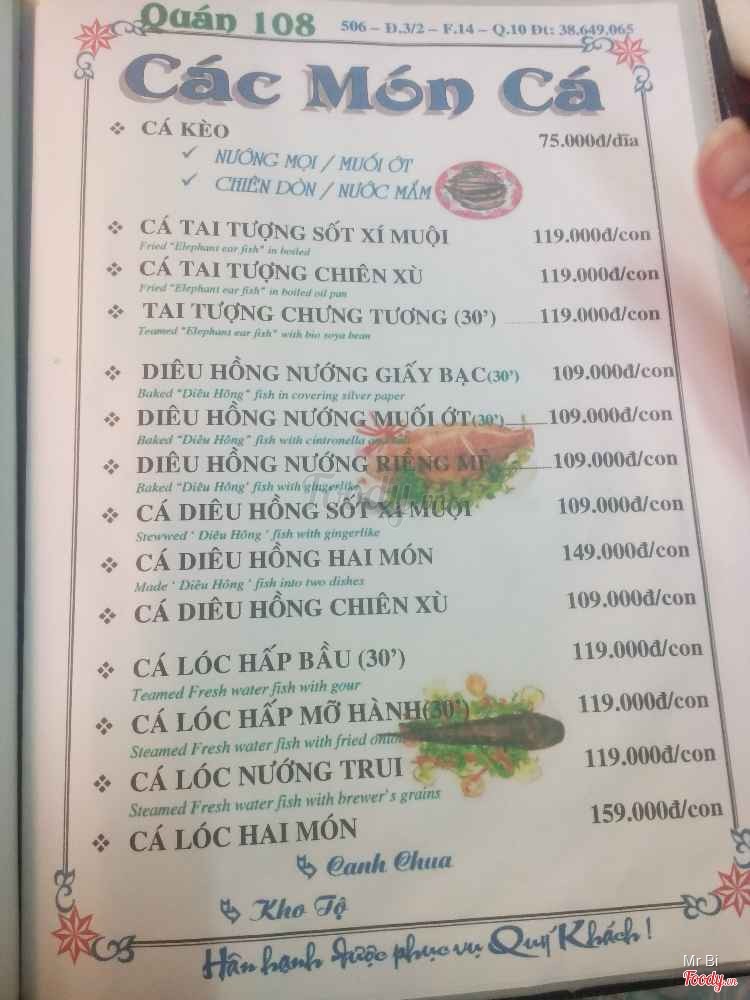 Quán 108 506 – Đ.3/2 – F.14 – Q.10 Đt: 38.649.065
Các Món Cá
❖ CÁ KÈO 75.000đ/dĩa
✓ NƯỚNG MỌI / MUỐI ỚT
✓ CHIÊN DÒN / NƯỚC MẮM
❖ CÁ TAI TƯỢNG SỐT XÍ MUỘI 119.000đ/con
Fried "Elephant ear fish" in boiled
❖ CÁ TAI TƯỢNG CHIÊN XÙ 119.000đ/con
Fried "Elephant ear fish" in boiled oil pan
❖ TAI TƯỢNG CHƯNG TƯƠNG (30') 119.000đ/con
Teamed "Elephant ear fish" with bio soya bean
❖ DIÊU HỒNG NƯỚNG GIẤY BẠC(30') 109.000đ/con
Baked "Diêu Hông" fish in covering silver paper
❖ DIÊU HỒNG NƯỚNG MUỐI ỚT(30') 109.000đ/con
Baked "Diêu Hông" fish with cintronella and
❖ DIÊU HỒNG NƯỚNG RIỀNG MẺ 109.000đ/con
Baked "Diêu Hông' fish with gingerlike
❖ CÁ DIÊU HỒNG SỐT XÍ MUỘI 109.000đ/con
Stewwed ' Diêu Hông ' fish with gingerlike
❖ CÁ DIÊU HỒNG HAI MÓN 149.000đ/con
Made ' Diêu Hông ' fish into two dishes
❖ CÁ DIÊU HỒNG CHIÊN XÙ 109.000đ/con
❖ CÁ LÓC HẤP BẦU (30') 119.000đ/con
Teamed Fresh water fish with gour
❖ CÁ LÓC HẤP MỠ HÀNH(30') 119.000đ/con
Steamed Fresh water fish with fried onion
❖ CÁ LÓC NƯỚNG TRUI 119.000đ/con
Steamed Fresh water fish with brewer's grains
❖ CÁ LÓC HAI MÓN 159.000đ/con
Canh Chua
Kho Tộ
Hân hạnh được phục vụ Quý Khách !
Mr Bi
Foody.vn